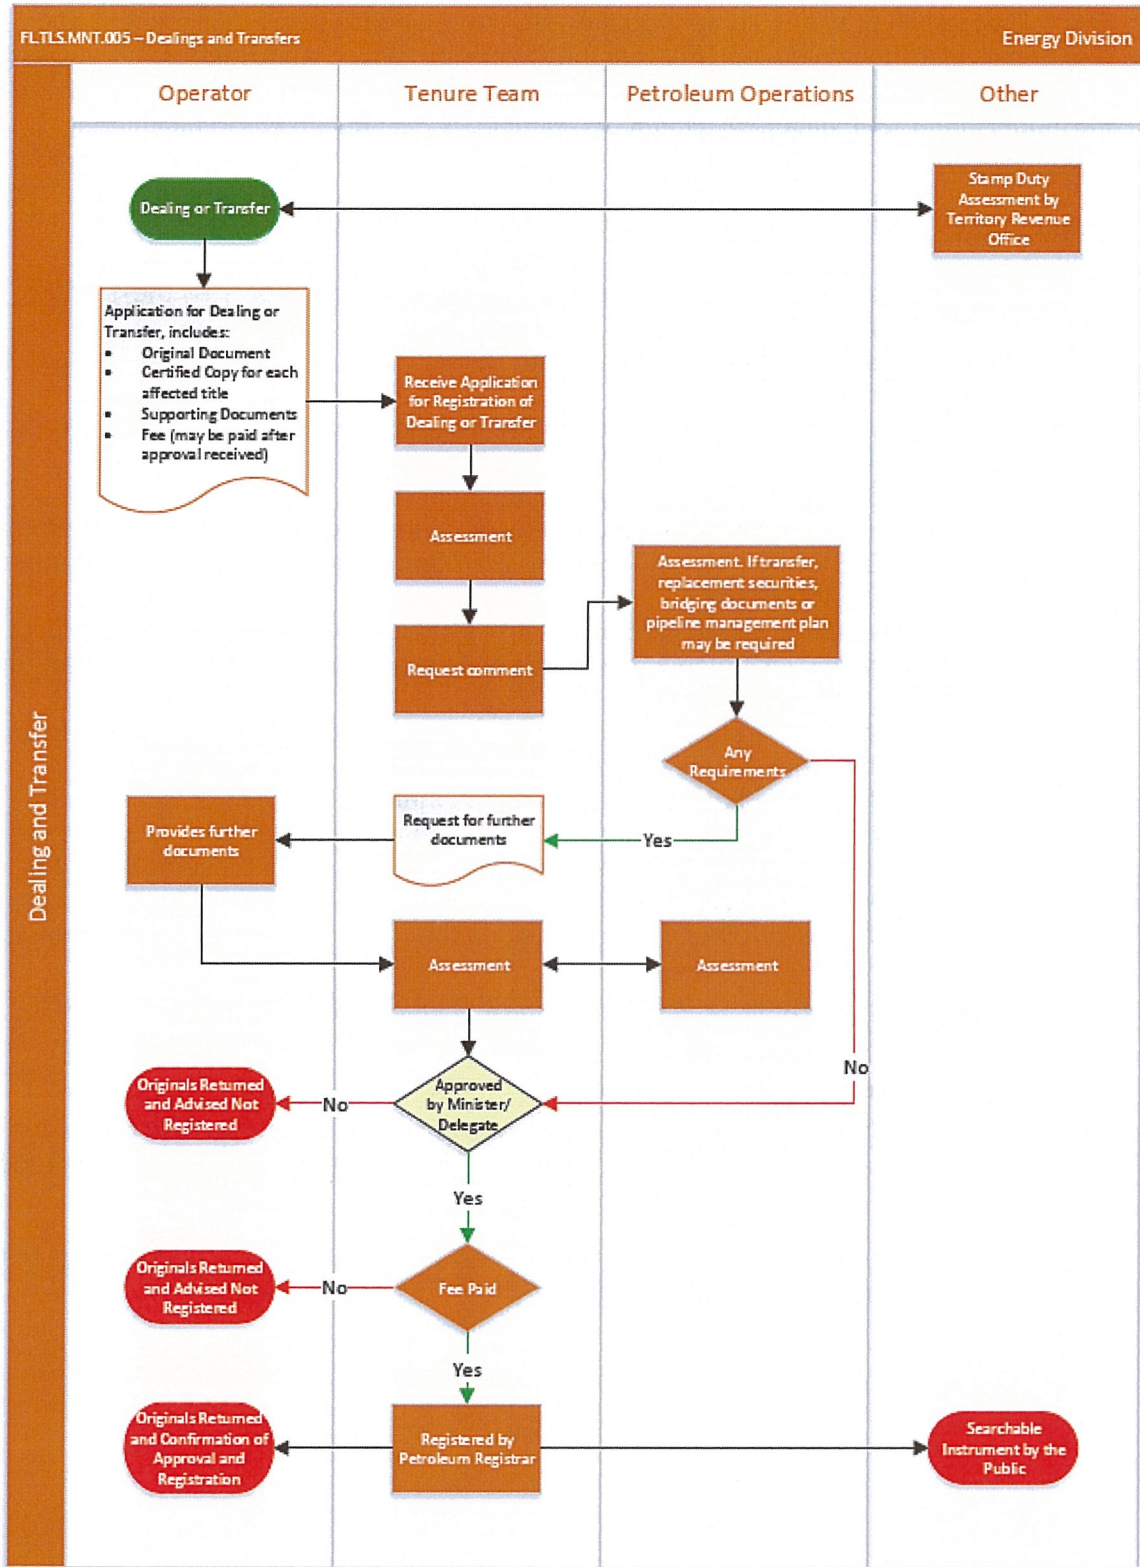 FL.TLS.MNT.005 – Dealings and Transfers
Energy Division
Operator
Tenure Team
Petroleum Operations
Other
Dealing and Transfer
Dealing or Transfer
Stamp Duty
Assessment by
Territory Revenue
Office
Application for Dealing or
Transfer, includes:
• Original Document
• Certified Copy for each
affected title
• Supporting Documents
• Fee (may be paid after
approval received)
Receive Application
for Registration of
Dealing or Transfer
Assessment
Request comment
Assessment. If transfer,
replacement securities,
bridging documents or
pipeline management plan
may be required
Any
Requirements
Yes
No
Request for further
documents
Provides further
documents
Assessment
Assessment
Approved
by Minister/
Delegate
No
Originals Returned
and Advised Not
Registered
Yes
Fee Paid
No
Originals Returned
and Advised Not
Registered
Yes
Registered by
Petroleum Registrar
Originals Returned
and Confirmation of
Approval and
Registration
Searchable
Instrument by the
Public